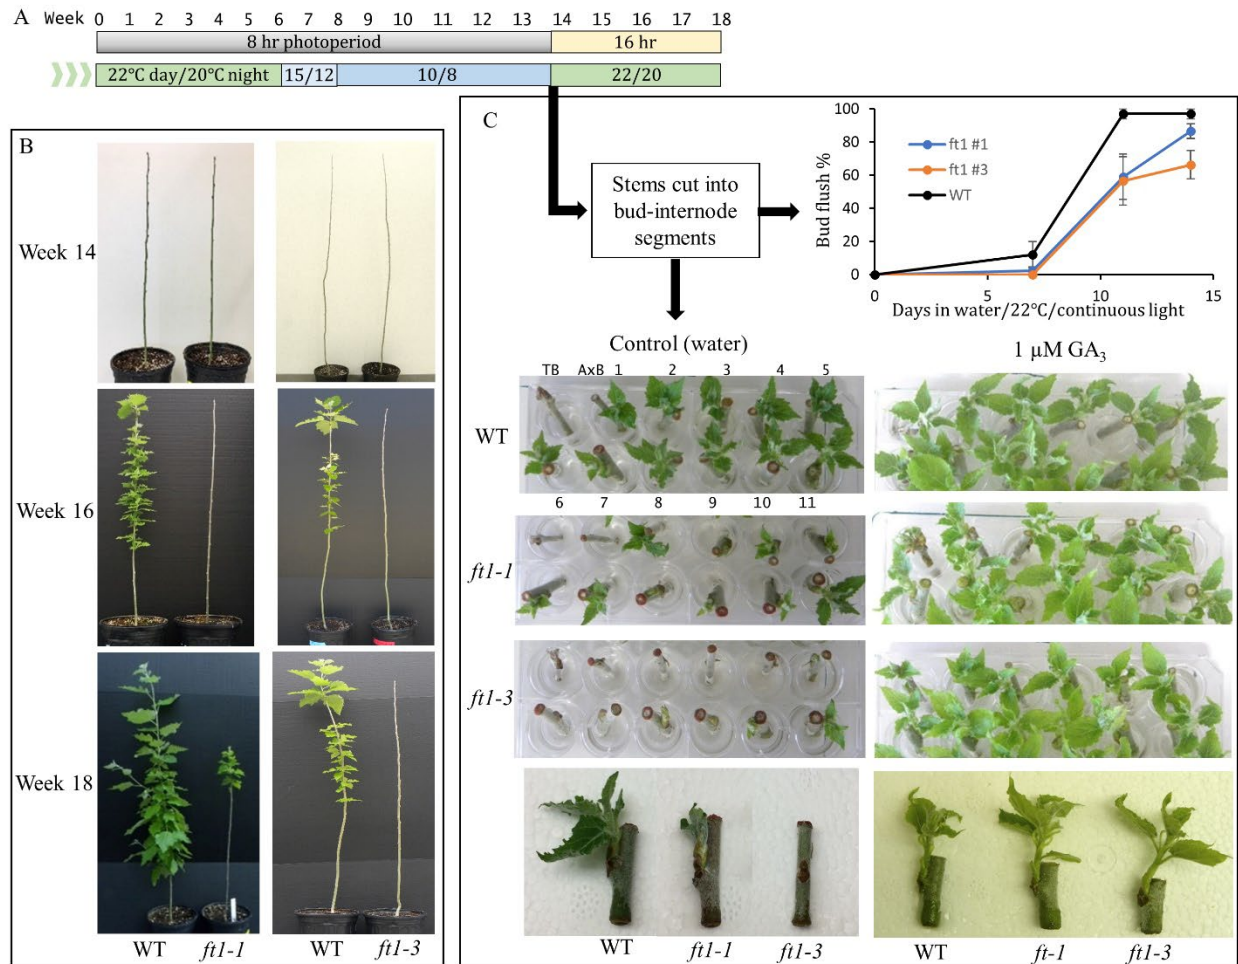 A Week 0 1 2 3 4 5 6 7 8 9 10 11 12 13 14 15 16 17 18
8 hr photoperiod 16 hr
22°C day/20°C night 15/12 10/8 22/20
B
Week 14
Week 16
Week 18
WT ft1-1 WT ft1-3
C
Stems cut into
bud-internode
segments
Bud flush %
100
80
60
40
20
0
ft1 #1
ft1 #3
WT
0 5 10 15
Days in water/22°C/continuous light
Control (water)
1 µM GA3
TB AxB 1 2 3 4 5
WT
6 7 8 9 10 11
ft1-1
ft1-3
WT ft1-1 ft1-3
WT ft-1 ft1-3